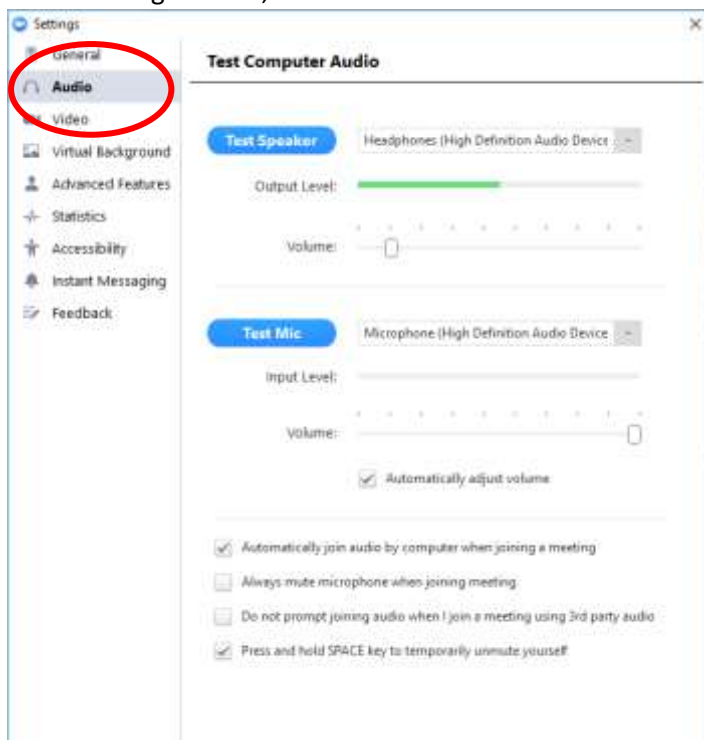 Settings
General
Audio
Video
Virtual Background
Advanced Features
Statistics
Accessibility
Instant Messaging
Feedback
Test Computer Audio
Test Speaker
Headphones (High Definition Audio Device
Output Level:
Volume:
Test Mic
Microphone (High Definition Audio Device
Input Level:
Volume:
Automatically adjust volume
Automatically join audio by computer when joining a meeting
Always mute microphone when joining meeting
Do not prompt joining audio when I join a meeting using 3rd party audio
Press and hold SPACE key to temporarily unmute yourself